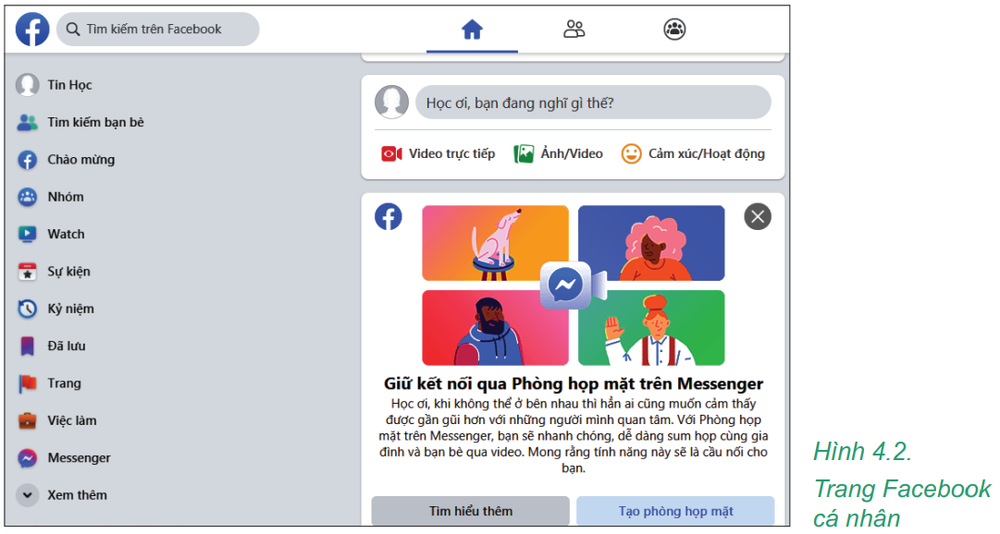 Tìm kiếm trên Facebook
Tin Học
Tìm kiếm bạn bè
Chào mừng
Nhóm
Watch
Sự kiện
Kỷ niệm
Đã lưu
Trang
Việc làm
Messenger
Xem thêm
Học ơi, bạn đang nghĩ gì thế?
Video trực tiếp
Ảnh/Video
Cảm xúc/Hoạt động
Giữ kết nối qua Phòng họp mặt trên Messenger
Học ơi, khi không thể ở bên nhau thì hẳn ai cũng muốn cảm thấy
được gần gũi hơn với những người mình quan tâm. Với Phòng họp
mặt trên Messenger, bạn sẽ nhanh chóng, dễ dàng sum họp cùng gia
đình và bạn bè qua video. Mong rằng tính năng này sẽ là cầu nối cho
bạn.
Tìm hiểu thêm
Tạo phòng họp mặt
Hình 4.2.
Trang Facebook
cá nhân